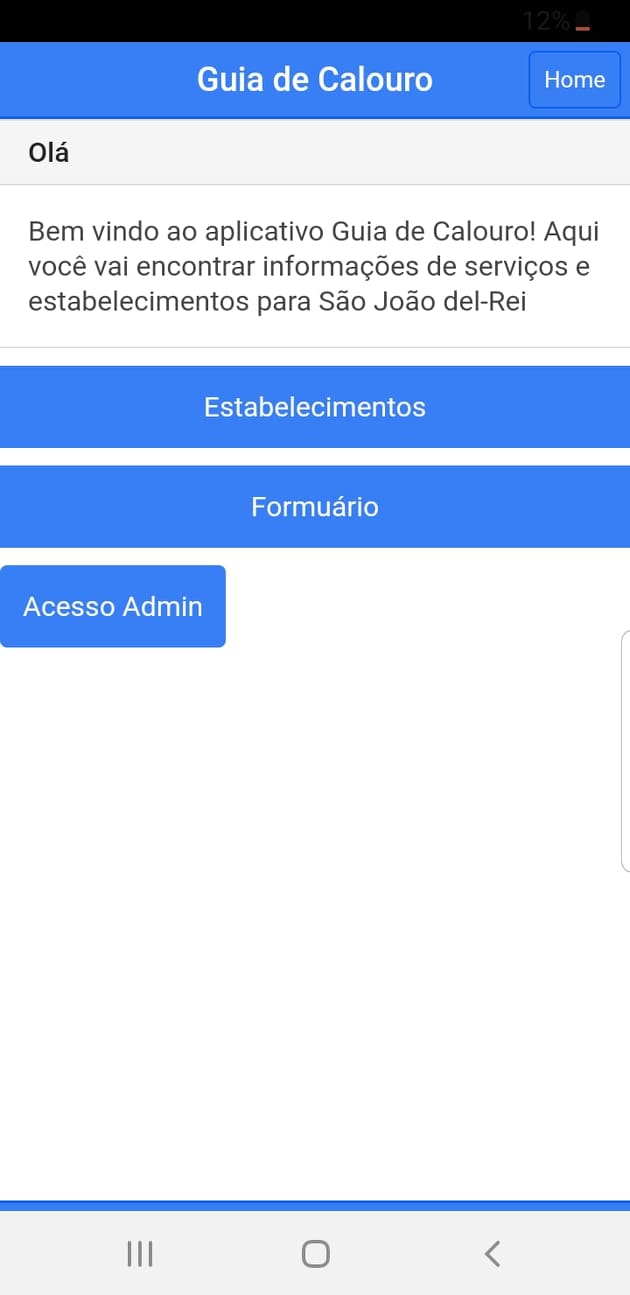 12%
Guia de Calouro
Home
Olá
Bem vindo ao aplicativo Guia de Calouro! Aqui
você vai encontrar informações de serviços e
estabelecimentos para São João del-Rei
Estabelecimentos
Formuário
Acesso Admin